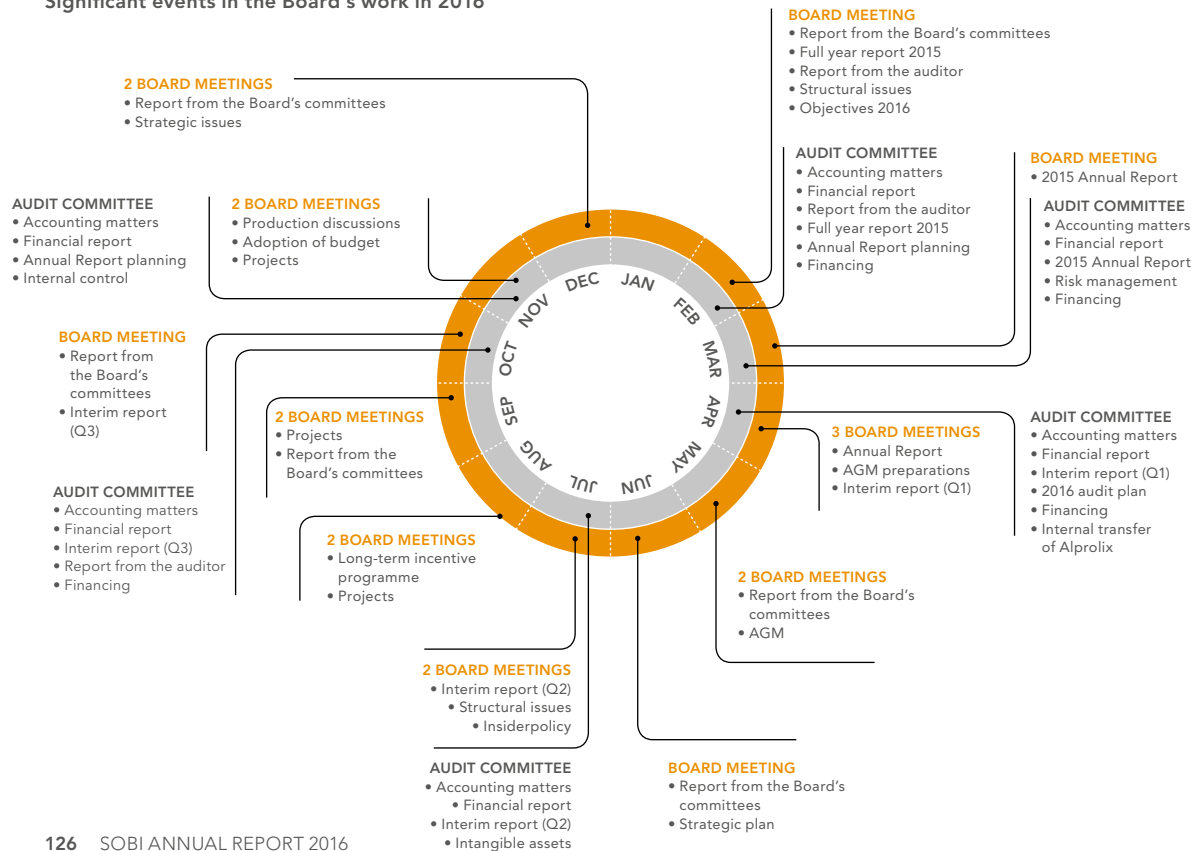 Significant events in the Board's work in 2016
BOARD MEETING
• Report from the Board's committees
• Full year report 2015
• Report from the auditor
• Structural issues
• Objectives 2016
2 BOARD MEETINGS
• Report from the Board's committees
• Strategic issues
AUDIT COMMITTEE
• Accounting matters
• Financial report
• Report from the auditor
• Full year report 2015
• Annual Report planning
• Financing
BOARD MEETING
• 2015 Annual Report
AUDIT COMMITTEE
• Accounting matters
• Financial report
• 2015 Annual Report
• Risk management
• Financing
AUDIT COMMITTEE
• Accounting matters
• Financial report
• Annual Report planning
• Internal control
2 BOARD MEETINGS
• Production discussions
• Adoption of budget
• Projects
JAN
FEB
MAR
APR
MAY
JUN
JUL
AUG
SEP
OCT
NOV
DEC
BOARD MEETING
• Report from
the Board's
committees
• Interim report
(Q3)
2 BOARD MEETINGS
• Projects
• Report from the
Board's committees
3 BOARD MEETINGS
• Annual Report
• AGM preparations
• Interim report (Q1)
AUDIT COMMITTEE
• Accounting matters
• Financial report
• Interim report (Q1)
• 2016 audit plan
• Financing
• Internal transfer
of Alprolix
AUDIT COMMITTEE
• Accounting matters
• Financial report
• Interim report (Q3)
• Report from the auditor
• Financing
2 BOARD MEETINGS
• Long-term incentive
programme
• Projects
2 BOARD MEETINGS
• Report from the Board's
committees
• AGM
2 BOARD MEETINGS
• Interim report (Q2)
• Structural issues
• Insiderpolicy
AUDIT COMMITTEE
• Accounting matters
• Financial report
• Interim report (Q2)
• Intangible assets
BOARD MEETING
• Report from the Board's
committees
• Strategic plan
126 SOBI ANNUAL REPORT 2016